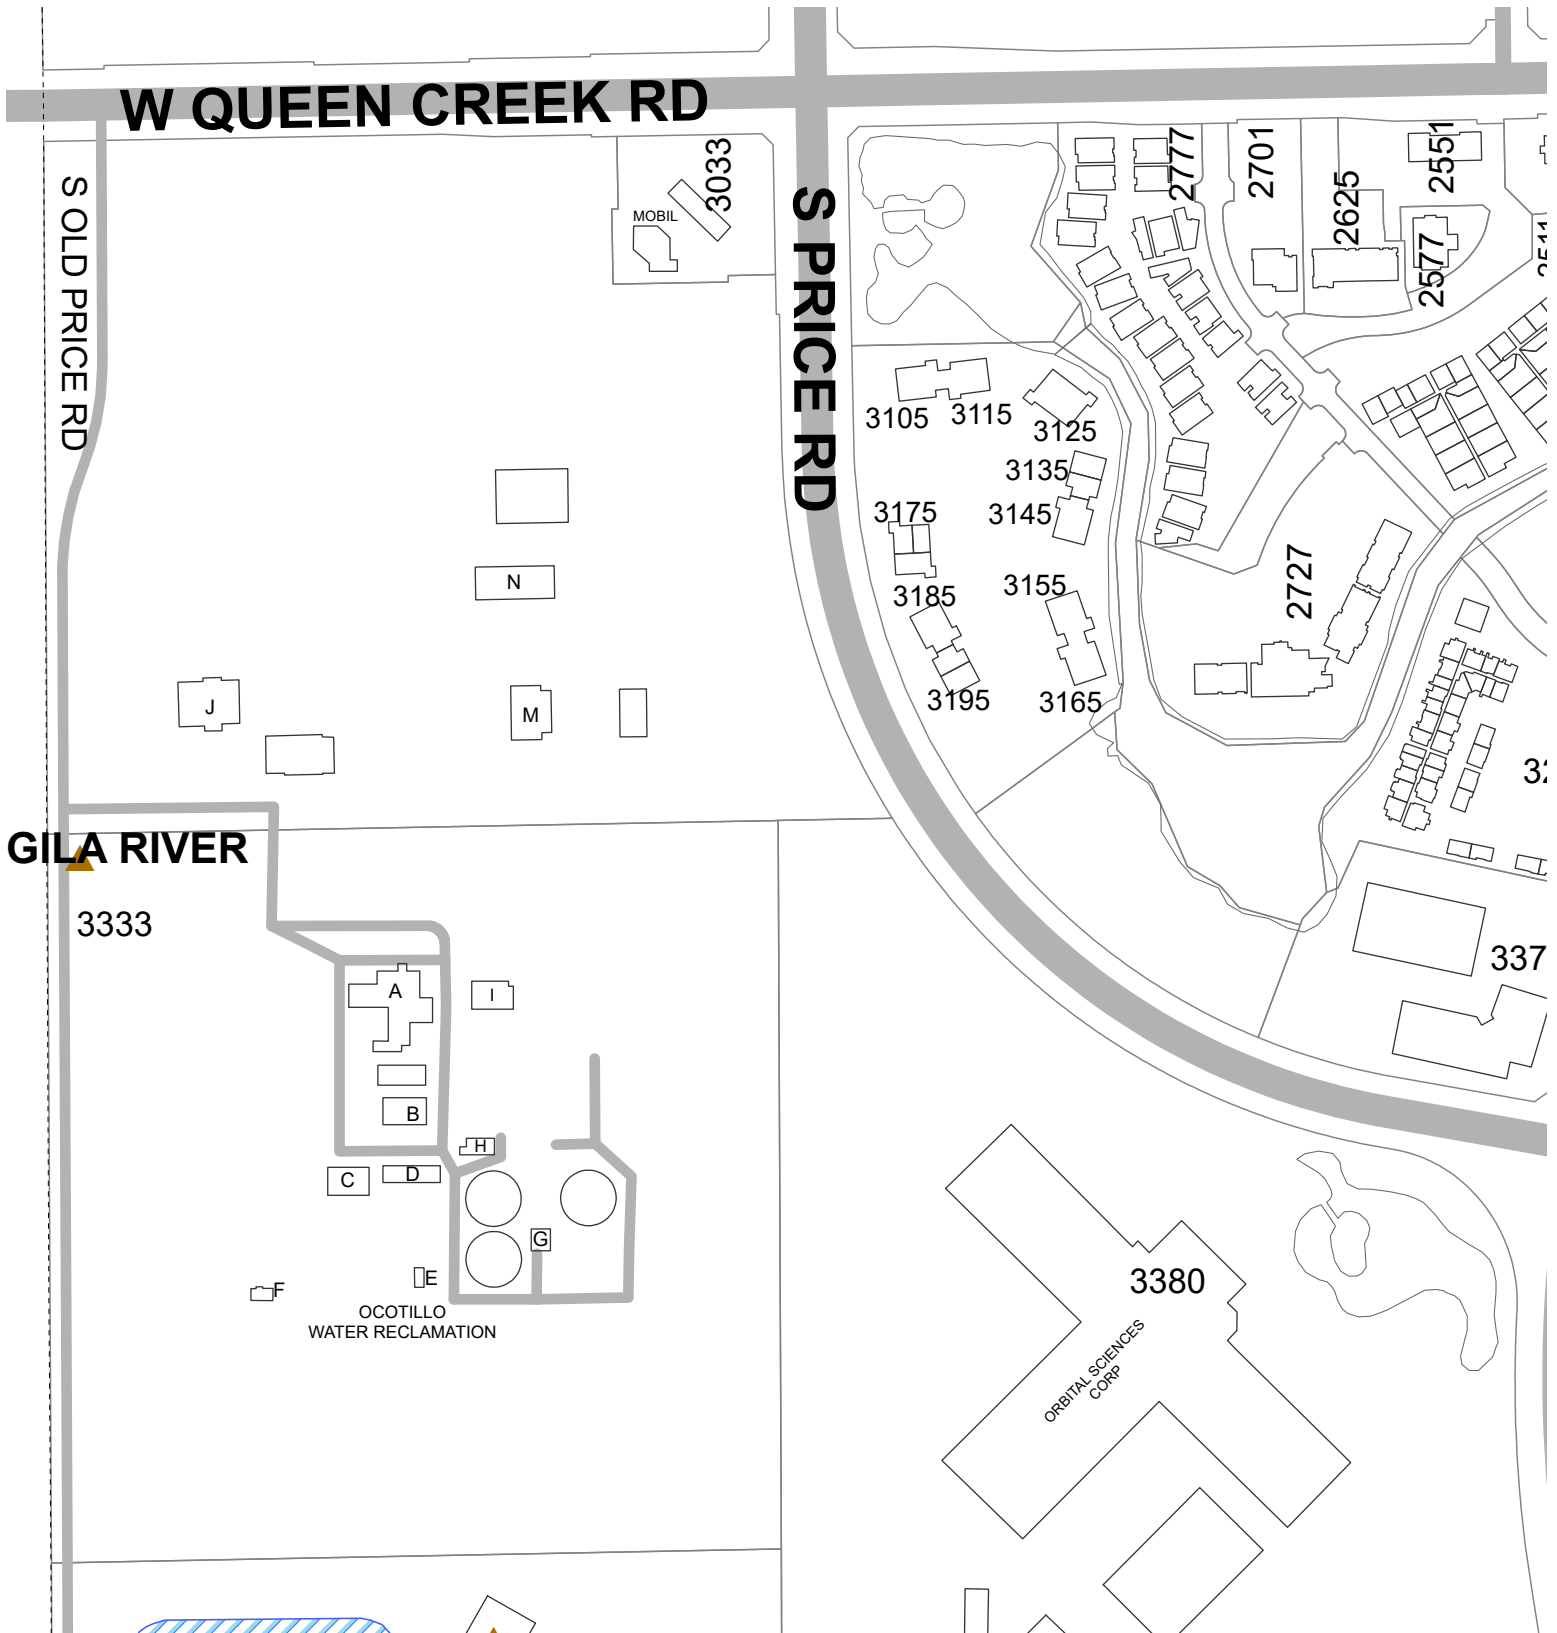 W QUEEN CREEK RD
S OLD PRICE RD
MOBIL
3033
S PRICE RD
2777
2701
2625
2551
2577
2511
3105
3115
3125
3135
3145
3175
3185
3155
3195
3165
2727
N
J
M
GILA RIVER
3333
A
I
B
H
C
D
G
E
F
OCOTILLO
WATER RECLAMATION
337
3380
ORBITAL SCIENCES
CORP